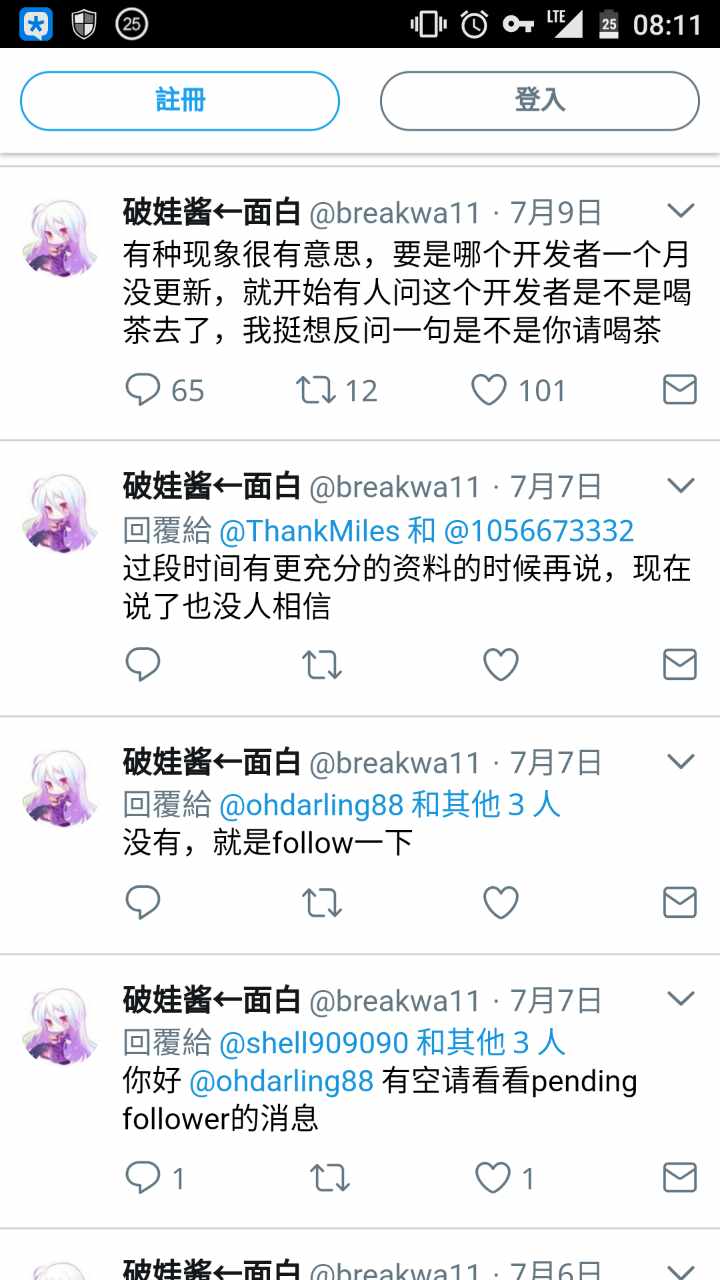 25
LTE
25
08:11
註冊
登入
破娃酱←面白 @breakwa11 · 7月9日
有种现象很有意思，要是哪个开发者一个月
没更新，就开始有人问这个开发者是不是喝
茶去了，我挺想反问一句是不是你请喝茶
65 12 101
破娃酱←面白 @breakwa11 · 7月7日
回覆給 @ThankMiles 和 @1056673332
过段时间有更充分的资料的时候再说，现在
说了也没人相信
破娃酱←面白 @breakwa11 · 7月7日
回覆給 @ohdarling88 和其他 3 人
没有，就是follow一下
破娃酱←面白 @breakwa11 · 7月7日
回覆給 @shell909090 和其他 3 人
你好 @ohdarling88 有空请看看pending
follower的消息
1 1
破娃酱←面白 @breakwa11 · 7月6日